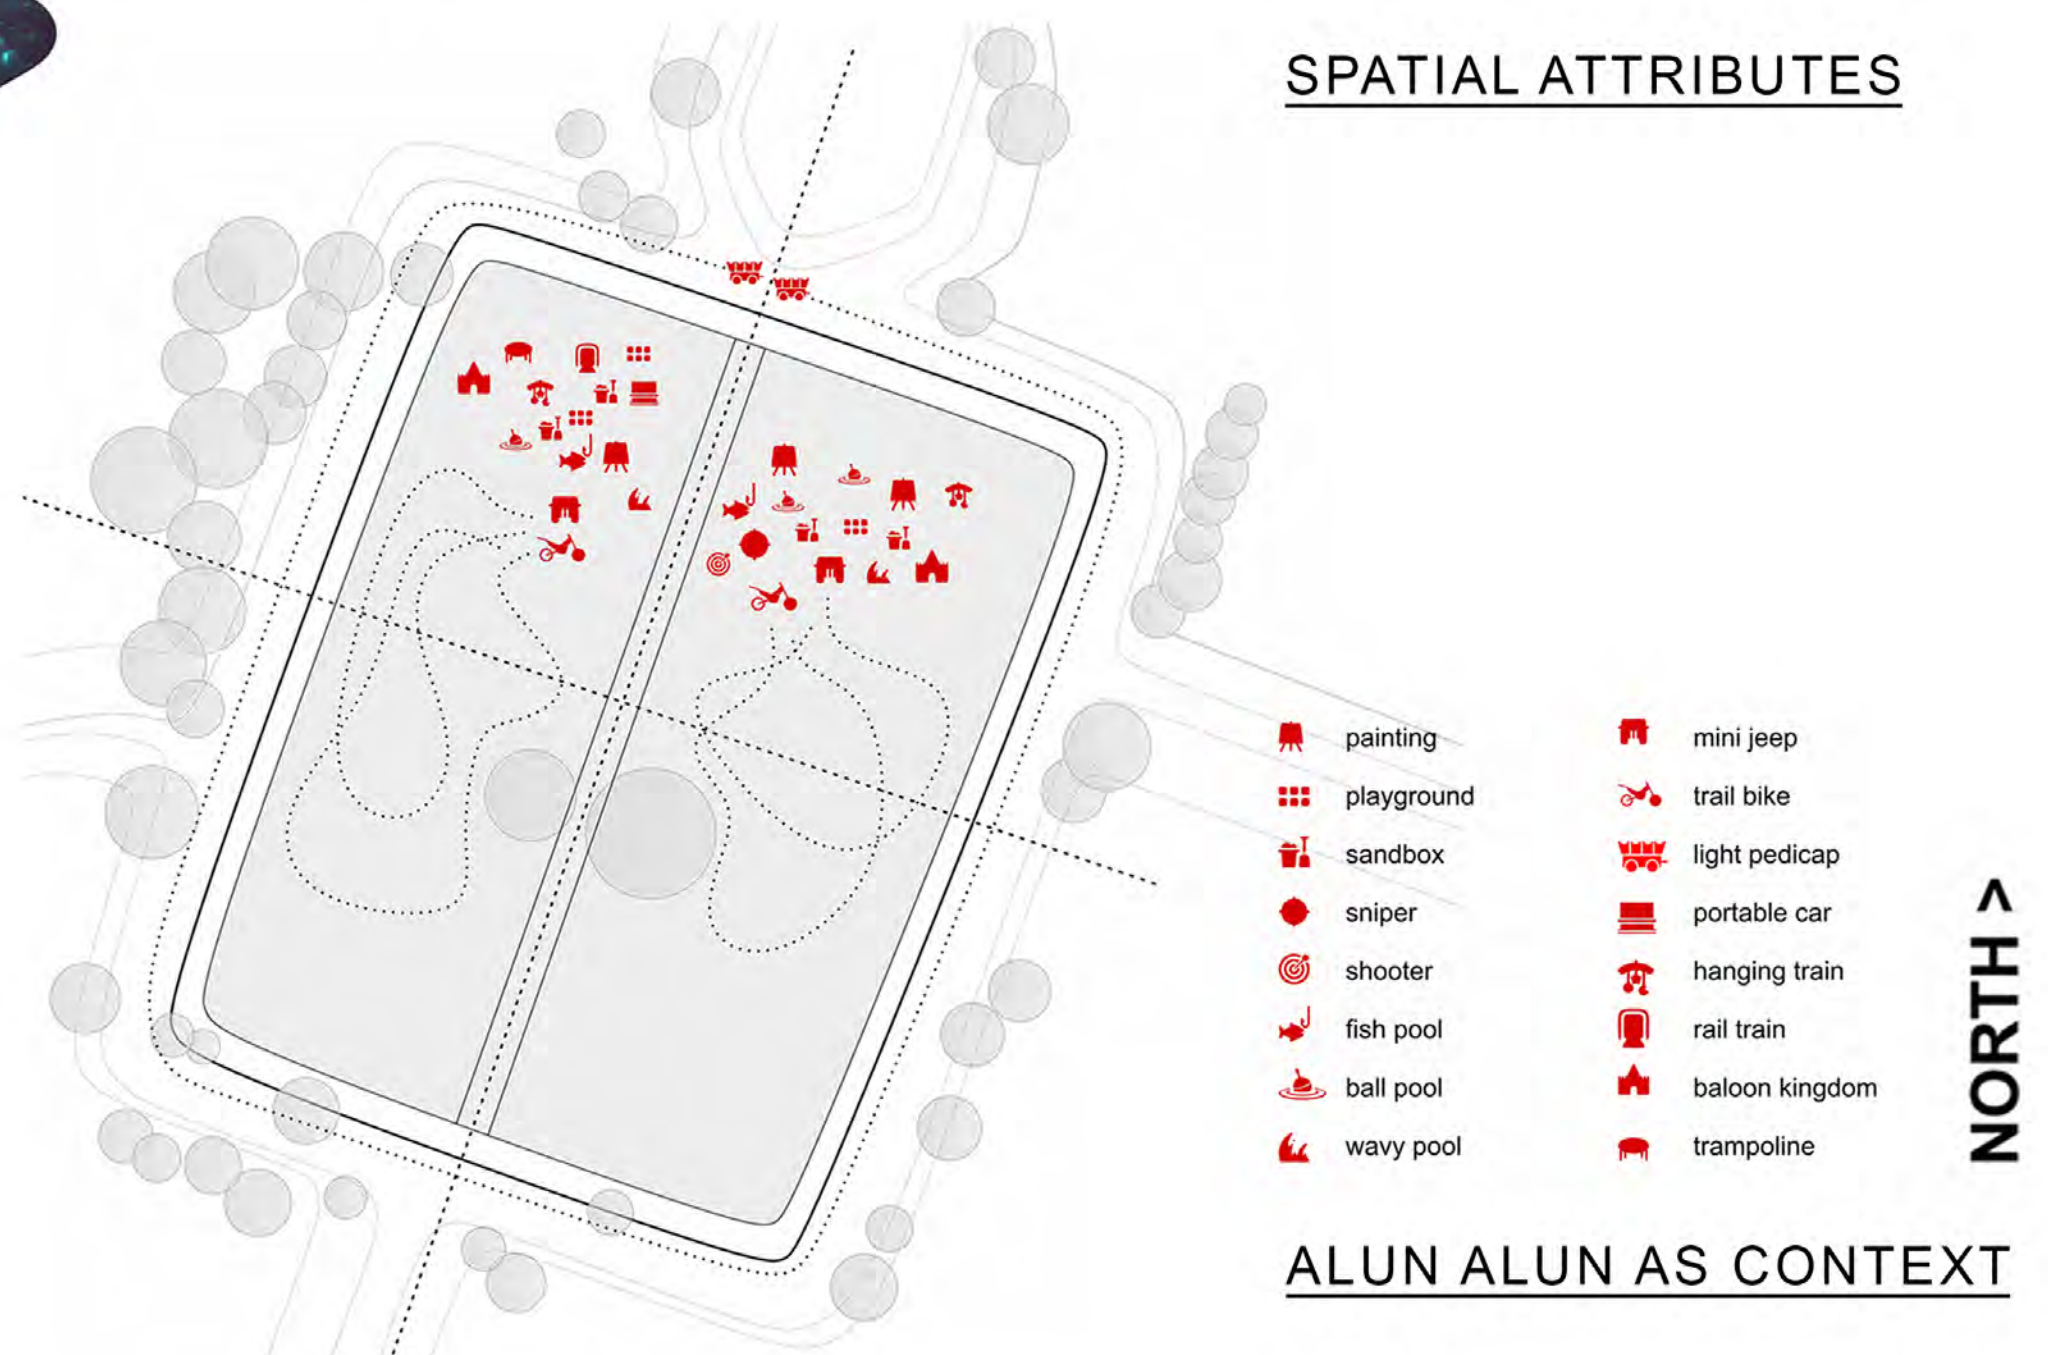 SPATIAL ATTRIBUTES
painting
playground
sandbox
sniper
shooter
fish pool
ball pool
wavy pool
mini jeep
trail bike
light pedicap
portable car
hanging train
rail train
baloon kingdom
trampoline
NORTH >
ALUN ALUN AS CONTEXT